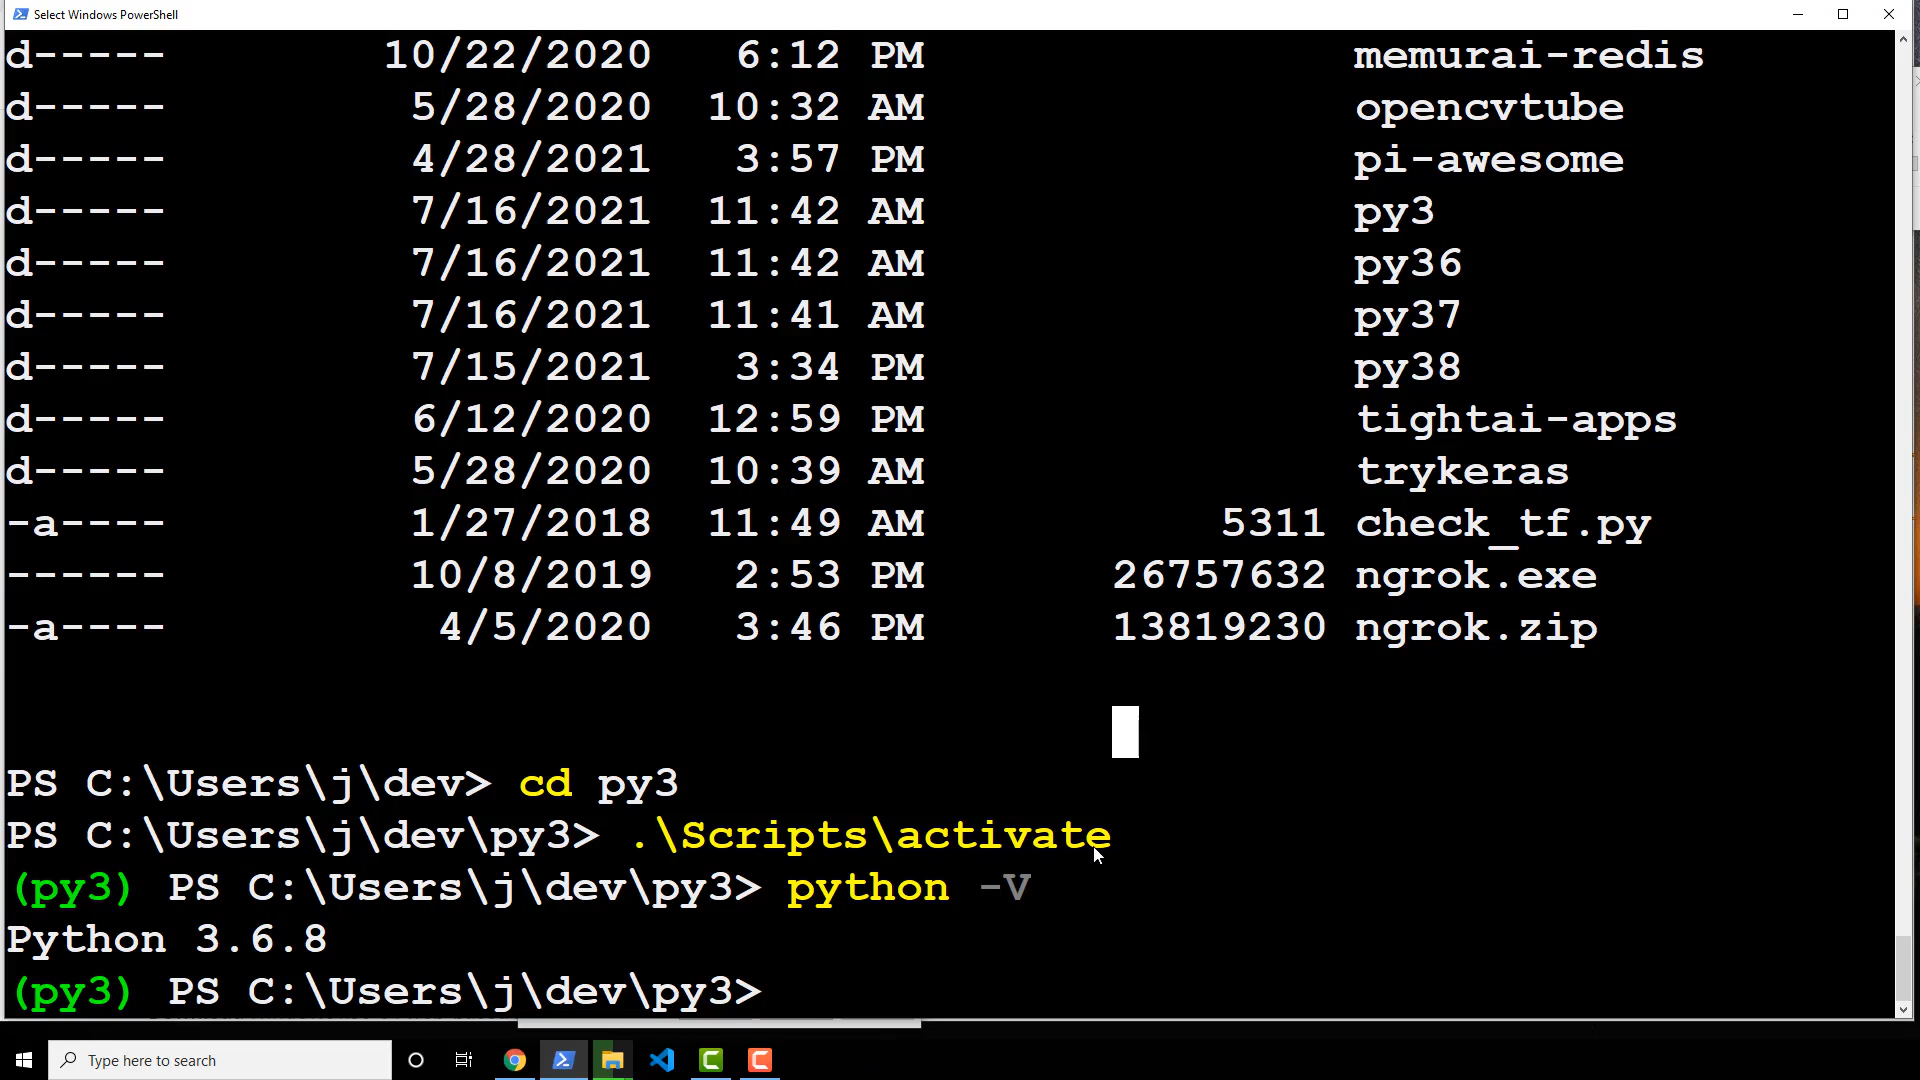 Select Windows PowerShell
d----- 10/22/2020 6:12 PM memurai-redis
d----- 5/28/2020 10:32 AM opencvtube
d----- 4/28/2021 3:57 PM pi-awesome
d----- 7/16/2021 11:42 AM py3
d----- 7/16/2021 11:42 AM py36
d----- 7/16/2021 11:41 AM py37
d----- 7/15/2021 3:34 PM py38
d----- 6/12/2020 12:59 PM tightai-apps
d----- 5/28/2020 10:39 AM trykeras
-a---- 1/27/2018 11:49 AM 5311 check_tf.py
------ 10/8/2019 2:53 PM 26757632 ngrok.exe
-a---- 4/5/2020 3:46 PM 13819230 ngrok.zip
PS C:\Users\j\dev> cd py3
PS C:\Users\j\dev\py3> .\Scripts\activate
(py3) PS C:\Users\j\dev\py3> python -V
Python 3.6.8
(py3) PS C:\Users\j\dev\py3>
Type here to search